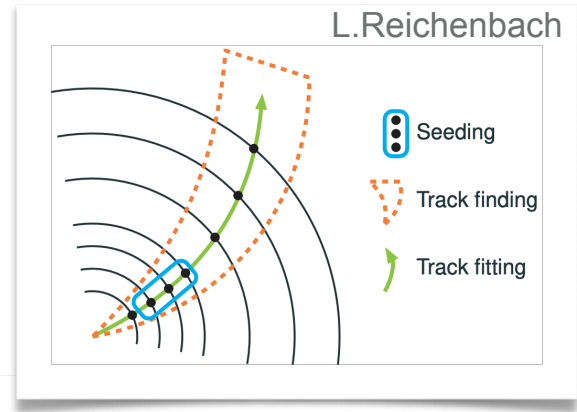 L.Reichenbach
Seeding
Track finding
Track fitting